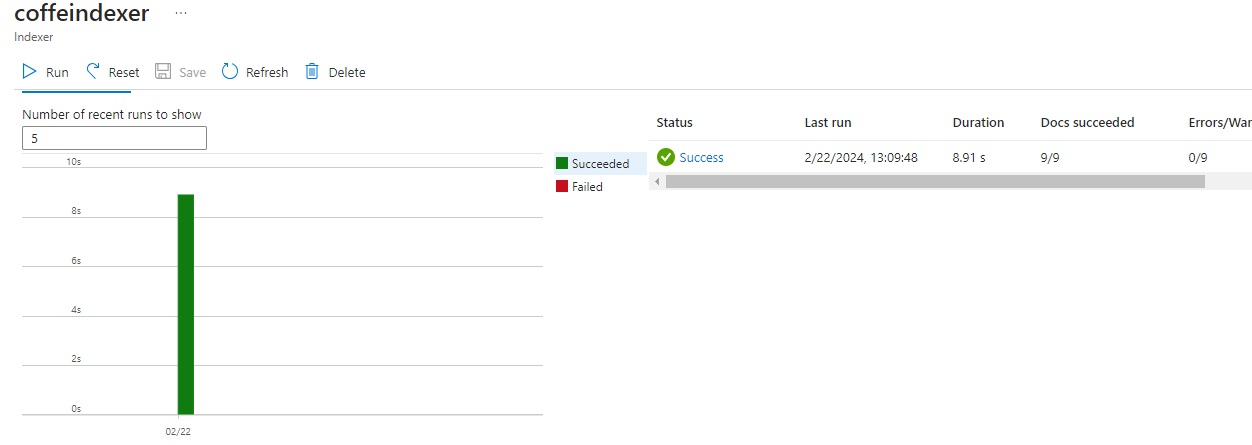 coffeindexer ...
Indexer
Run Reset Save Refresh Delete
Number of recent runs to show
5
10s
8s
6s
4s
2s
0s
02/22
Succeeded
Failed
Status Last run Duration Docs succeeded Errors/War
Success 2/22/2024, 13:09:48 8.91 s 9/9 0/9